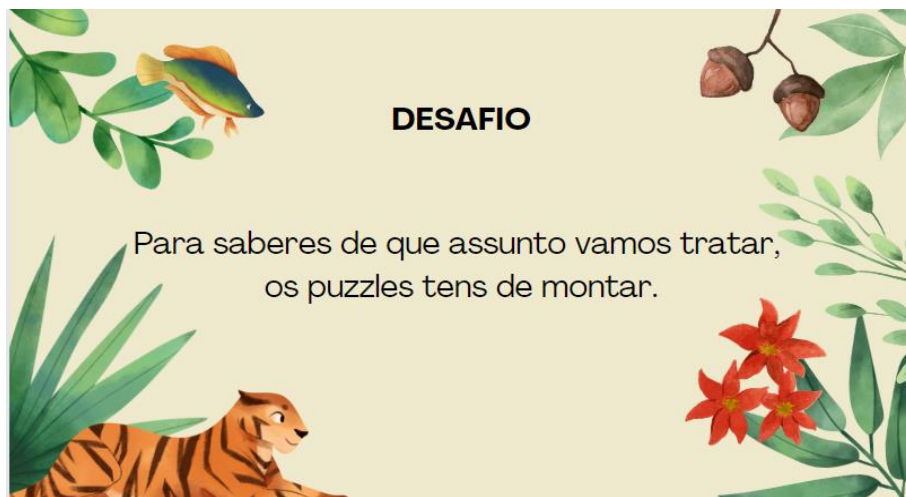 DESAFIO
Para saberes de que assunto vamos tratar,
os puzzles tens de montar.